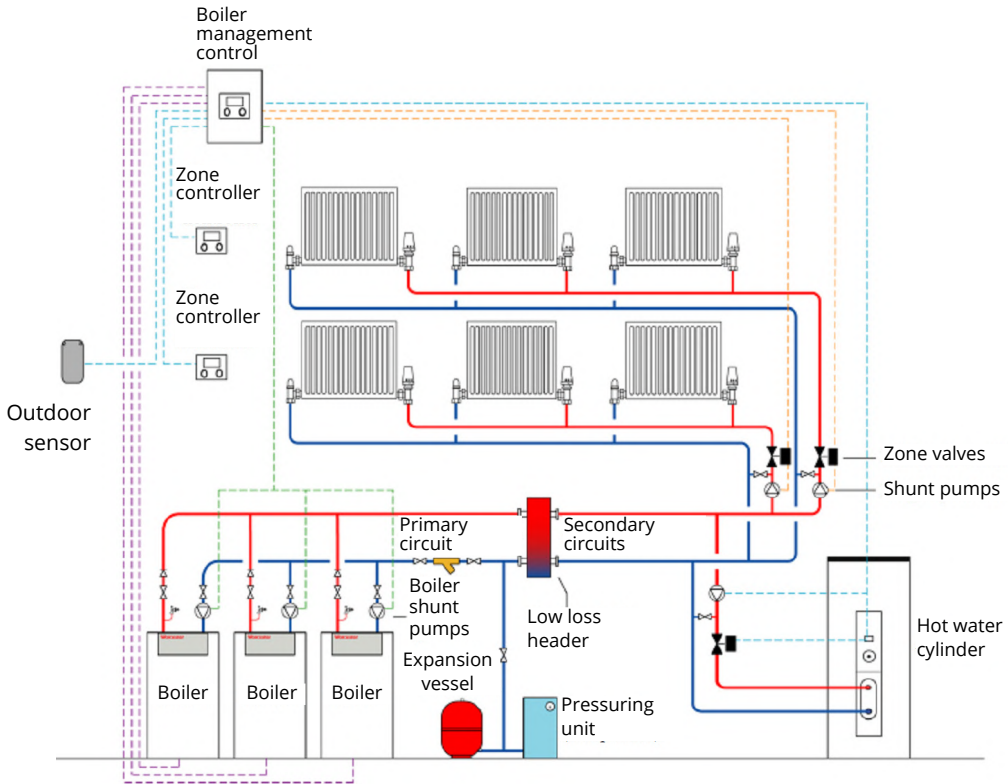 Boiler
management
control
Zone
controller
Zone
controller
Outdoor
sensor
Zone valves
Shunt pumps
Primary
circuit
Secondary
circuits
Boiler
shunt
pumps
Low loss
header
Hot water
cylinder
Expansion
vessel
Boiler
Boiler
Boiler
Pressuring
unit